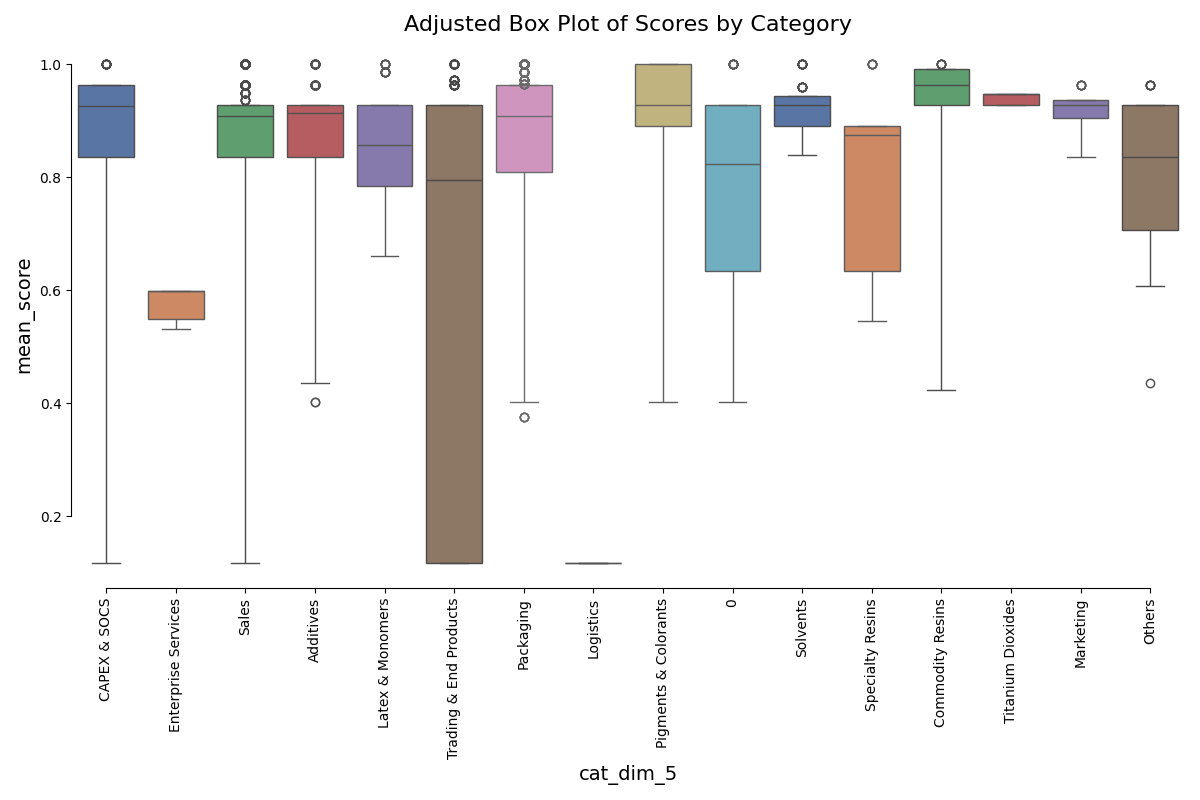 Adjusted Box Plot of Scores by Category
1.0
0.8
0.6
0.4
0.2
mean_score
CAPEX & SOCS
Enterprise Services
Sales
Additives
Latex & Monomers
Trading & End Products
Packaging
Logistics
Pigments & Colorants
0
Solvents
Specialty Resins
Commodity Resins
Titanium Dioxides
Marketing
Others
cat_dim_5